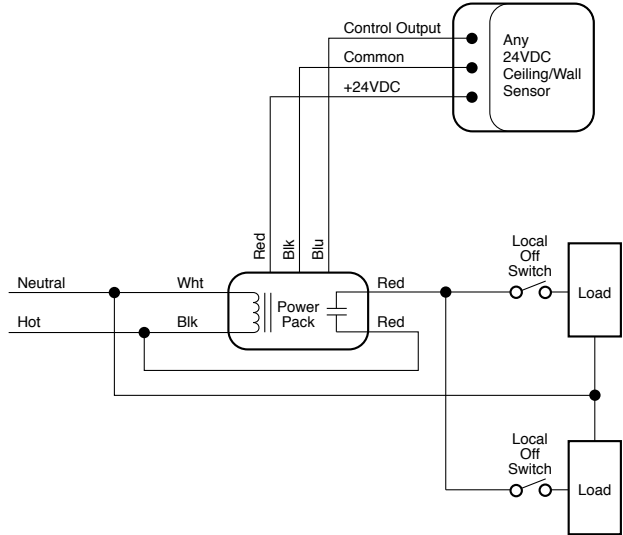 Control Output
Common
+24VDC
Any
24VDC
Ceiling/Wall
Sensor
Red
Blk
Blu
Neutral
Wht
Hot
Blk
Power
Pack
Red
Red
Local
Off
Switch
Load
Local
Off
Switch
Load